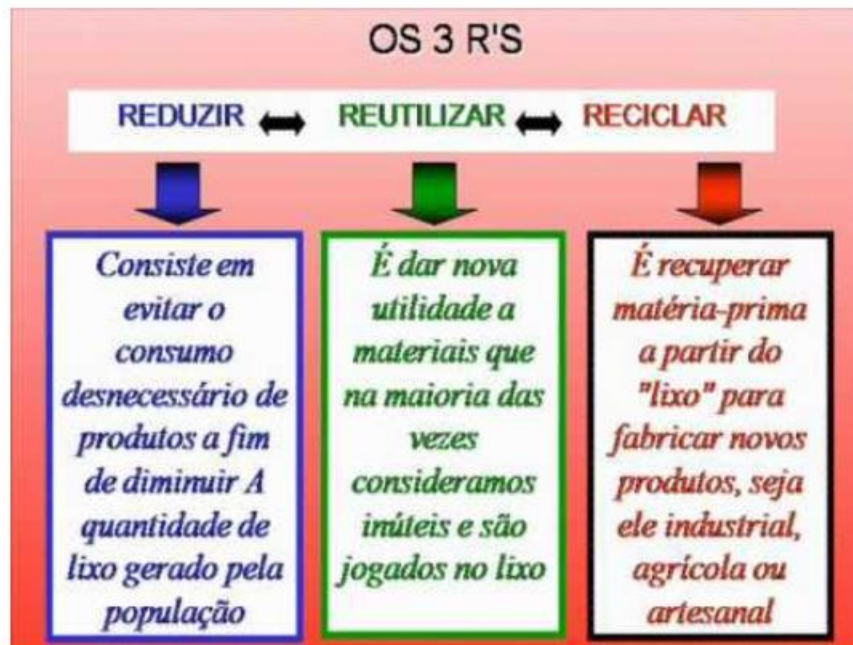 OS 3 R'S
REDUZIR REUTILIZAR RECICLAR
Consiste em
evitar o
consumo
desnecessário de
produtos a fim
de diminuir A
quantidade de
lixo gerado pela
população
É dar nova
utilidade a
materiais que
na maioria das
vezes
consideramos
inúteis e são
jogados no lixo
É recuperar
matéria-prima
a partir do
"lixo" para
fabricar novos
produtos, seja
ele industrial,
agrícola ou
artesanal